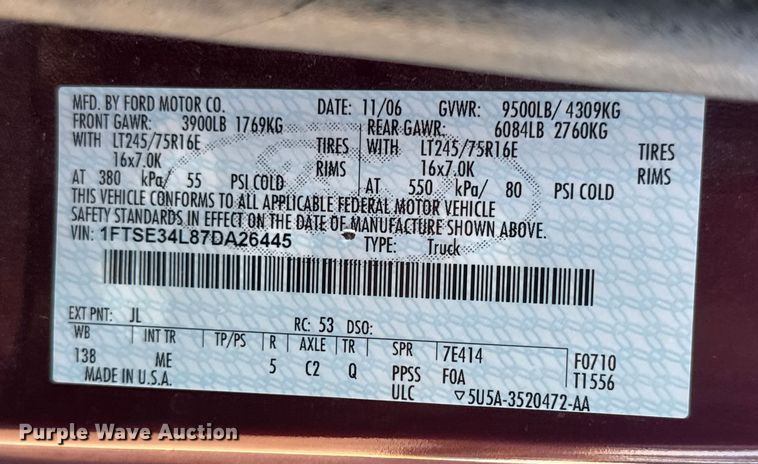 MFD. BY FORD MOTOR CO. DATE: 11/06 GVWR: 9500LB/ 4309KG
FRONT GAWR: 3900LB 1769KG REAR GAWR: 6084LB 2760KG
WITH LT245/75R16E TIRES WITH LT245/75R16E TIRES
16x7.0K RIMS 16x7.0K RIMS
AT 380 kPa/ 55 PSI COLD AT 550 kPa/ 80 PSI COLD
THIS VEHICLE CONFORMS TO ALL APPLICABLE FEDERAL MOTOR VEHICLE
SAFETY STANDARDS IN EFFECT ON THE DATE OF MANUFACTURE SHOWN ABOVE.
VIN: 1FTSE34L87DA26445 TYPE: Truck
EXT PNT: JL RC: 53 DSO:
WB INT TR TP/PS R AXLE TR SPR 7E414 F0710
138 ME 5 C2 Q PPSS FOA T1556
MADE IN U.S.A. ULC ▽5U5A-3520472-AA
Purple Wave Auction